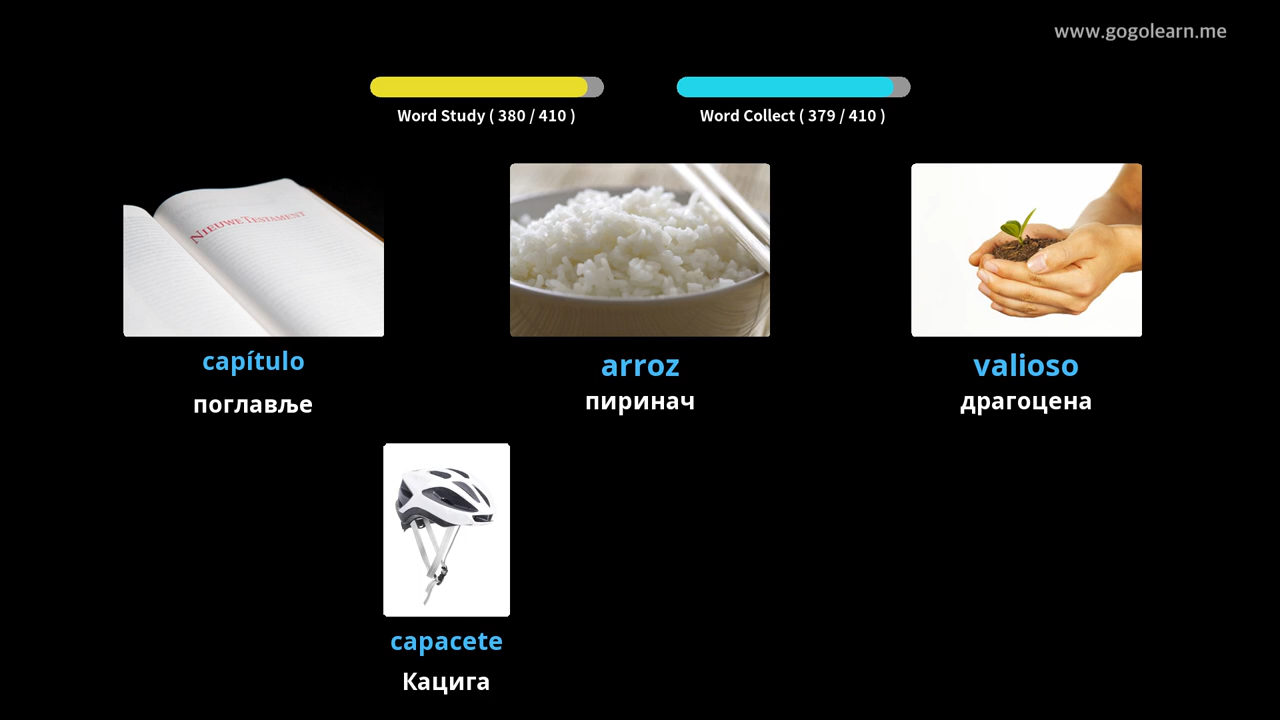 www.gogolearn.me
Word Study ( 380 / 410 )
Word Collect ( 379 / 410 )
NIEUWE TESTAMENT
capítulo
поглавље
arroz
пиринач
valioso
драгоцена
capacete
Кацига